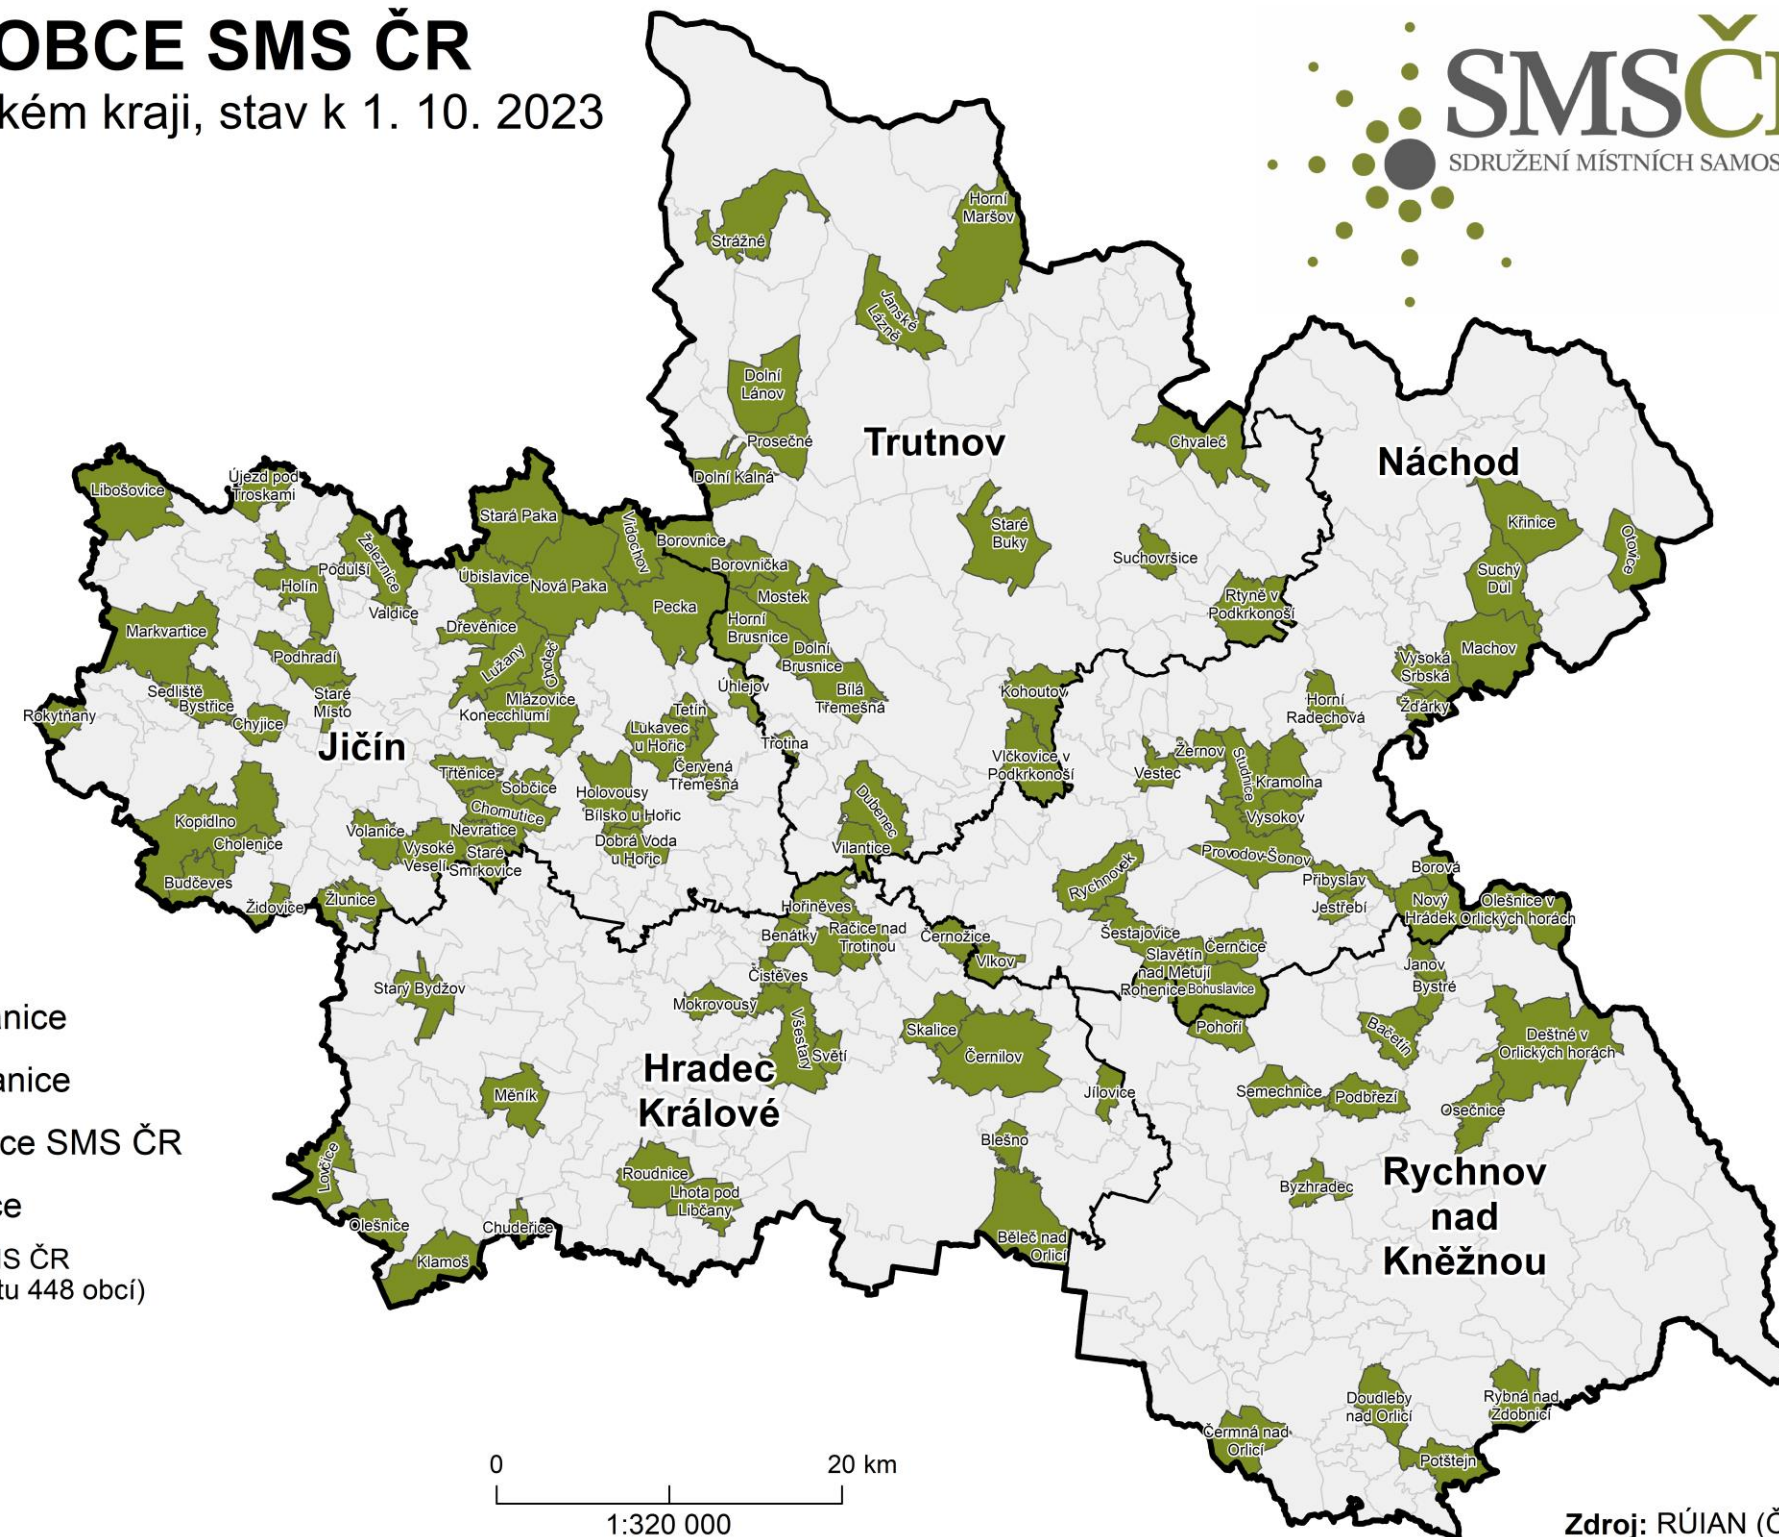 OBCE SMS ČR
kém kraji, stav k 1. 10. 2023
SMSČ
SDRUŽENÍ MÍSTNÍCH SAMOS
Horní
Maršov
Strážné
Janské
Lázně
Dolní
Lánov
Prosečné
Trutnov
Chvaleč
Náchod
Dolní Kalná
Libošovice
Újezd pod
Troskami
Stará Paka
Vidochov
Borovnice
Staré
Buky
Křinice
Otovice
Železnice
Podůlší
Holín
Valdice
Úbislavice
Nová Paka
Borovnička
Mostek
Pecka
Suchovršice
Suchý
Důl
Rtyně v
Podkrkonoší
Markvartice
Dřevěnice
Horní
Brusnice
Dolní
Brusnice
Machov
Podhradí
Lužany
Choteč
Vysoká
Srbská
Sedliště
Bystřice
Staré
Místo
Mlázovice
Konecchlumí
Úhlejov
Bílá
Třemešná
Kohoutov
Horní
Radechová
Žďárky
Rokytňany
Chyjice
Jičín
Tetín
Lukavec
u Hořic
Trotina
Vlčkovice v
Podkrkonoší
Žernov
Vestec
Studnice
Kramolna
Červená
Třemešná
Třtěnice
Sobčice
Holovousy
Chomutice
Bílsko u Hořic
Dubenec
Vysokov
Kopidlno
Cholenice
Volanice
Nevratice
Vysoké
Veselí
Staré
Smrkovice
Dobrá Voda
u Hořic
Vilantice
Provodov-Šonov
Rychnovek
Přibyslav
Jestřebí
Borová
Nový
Hrádek
Olešnice v
Orlických horách
Budčeves
Židovice
Žlunice
Hořiněves
Benátky
Račice nad
Trotinou
Černožice
Vlkov
Šestajovice
Slavětín
nad Metují
Černčice
Rohenice
Bohuslavice
Janov
Bystré
Starý Bydžov
Čistěves
Mokrovousy
Všestary
Světí
Skalice
Černilov
Pohoří
Bačetín
Deštné v
Orlických horách
Hradec
Králové
Měník
Jílovice
Semechnice
Podbřezí
Osečnice
Blešno
Lovčice
Roudnice
Lhota pod
Libčany
Byzhradec
Rychnov
nad
Kněžnou
Olešnice
Chudeřice
Klamoš
Běleč nad
Orlicí
anice
anice
ce SMS ČR
ce
MS ČR
tu 448 obcí)
Doudleby
nad Orlicí
Rybná nad
Zdobnicí
Čermná nad
Orlicí
Potštejn
0 20 km
1:320 000
Zdroj: RÚIAN (Č